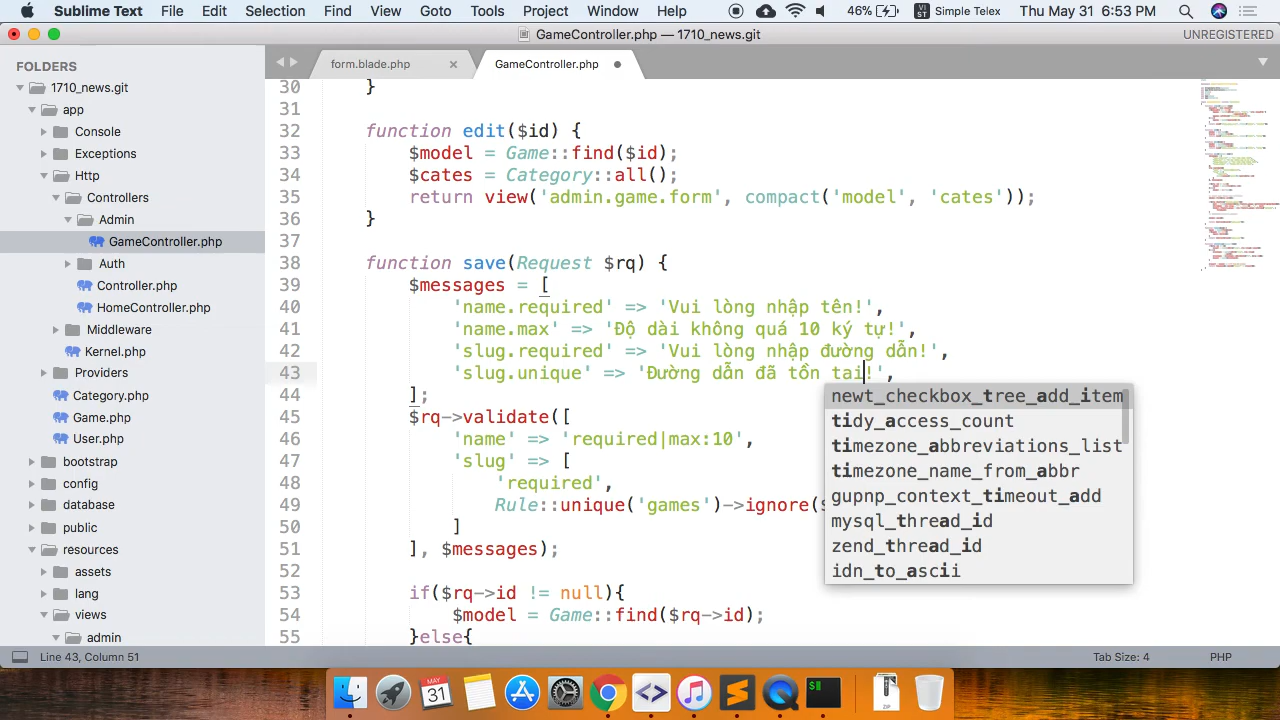 Sublime Text File Edit Selection Find View Goto Tools Project Window Help 46% VI ST Simple Telex Thu May 31 6:53 PM
GameController.php — 1710_news.git UNREGISTERED
FOLDERS
1710_news.git
app
Console
Exceptions
Http
Controllers
Admin
GameController.php
Auth
Controller.php
HomeController.php
Middleware
Kernel.php
Providers
Category.php
Game.php
User.php
bootstrap
config
database
public
resources
assets
lang
views
admin
form.blade.php GameController.php
30 }
31
32 function edit($id) {
33 $model = Game::find($id);
34 $cates = Category::all();
35 return view('admin.game.form', compact('model', 'cates'));
36 }
37
38 function save(Request $rq) {
39 $messages = [
40 'name.required' => 'Vui lòng nhập tên!',
41 'name.max' => 'Độ dài không quá 10 ký tự!',
42 'slug.required' => 'Vui lòng nhập đường dẫn!',
43 'slug.unique' => 'Đường dẫn đã tồn tai!',
44 ];
45 $rq->validate([
46 'name' => 'required|max:10',
47 'slug' => [
48 'required',
49 Rule::unique('games')->ignore($
50 ]
51 ], $messages);
52
53 if($rq->id != null){
54 $model = Game::find($rq->id);
55 }else{
newt_checkbox_tree_add_item
tidy_access_count
timezone_abbreviations_list
timezone_name_from_abbr
gupnp_context_timeout_add
mysql_thread_id
zend_thread_id
idn_to_ascii
Line 43, Column 51 Tab Size: 4 PHP
MAY
31
ZIP